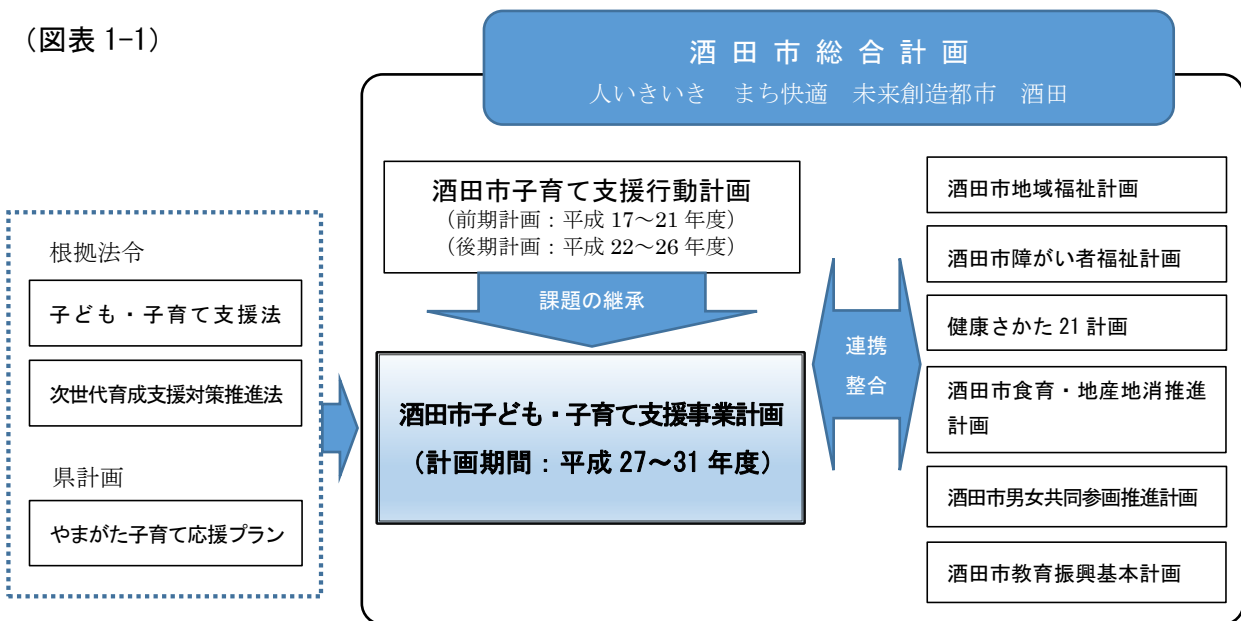 (図表 1-1)
酒田市総合計画
人いきいき　まち快適　未来創造都市　酒田
根拠法令
子ども・子育て支援法
次世代育成支援対策推進法
県計画
やまがた子育て応援プラン
酒田市子育て支援行動計画
(前期計画：平成 17～21 年度)
(後期計画：平成 22～26 年度)
課題の継承
酒田市子ども・子育て支援事業計画
(計画期間：平成 27～31 年度)
連携
整合
酒田市地域福祉計画
酒田市障がい者福祉計画
健康さかた 21 計画
酒田市食育・地産地消推進
計画
酒田市男女共同参画推進計画
酒田市教育振興基本計画